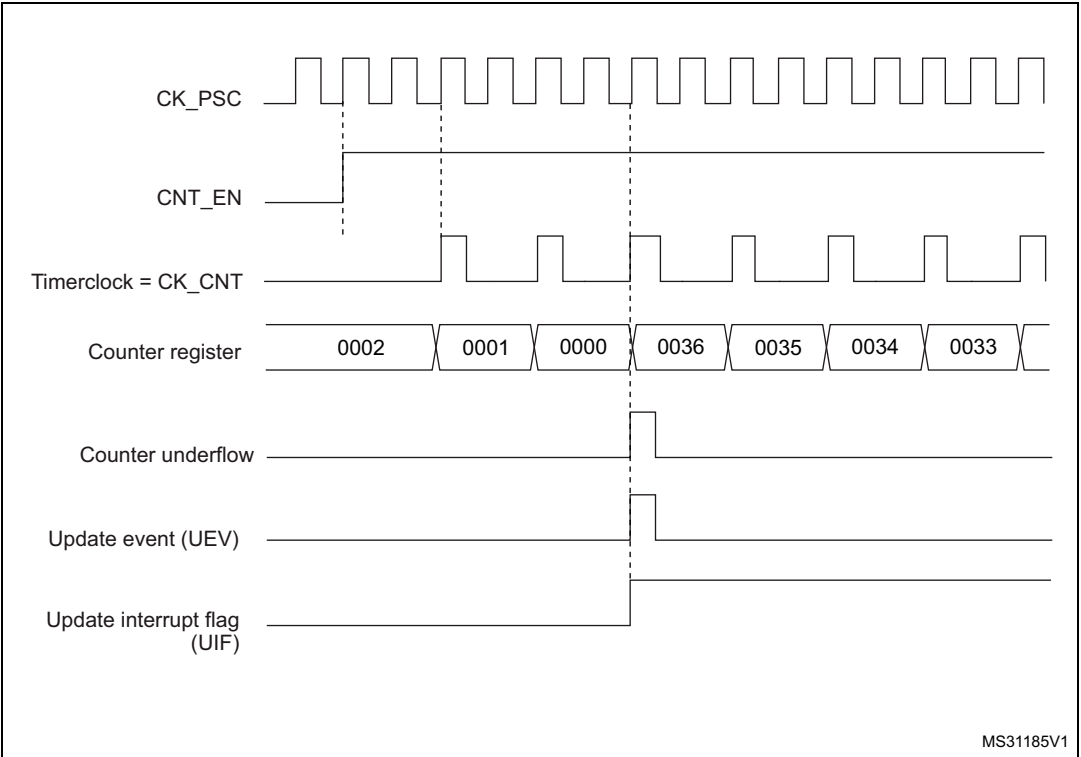 CK_PSC
CNT_EN
Timerclock = CK_CNT
Counter register
0002 0001 0000 0036 0035 0034 0033
Counter underflow
Update event (UEV)
Update interrupt flag
(UIF)
MS31185V1